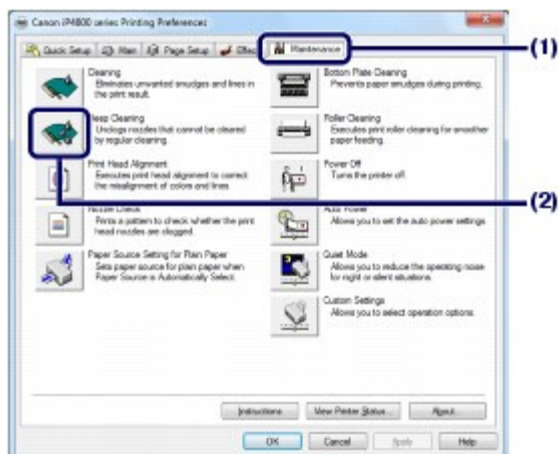 Canon iP4800 series Printing Preferences
Quick Setup Main Page Setup Effects Maintenance
(1)
Cleaning
Eliminates unwanted smudges and lines in
the print result.
Deep Cleaning
Unclogs nozzles that cannot be cleared
by regular cleaning.
Print Head Alignment
Executes print head alignment to correct
the misalignment of colors and lines.
Nozzle Check
Prints a pattern to check whether the print
head nozzles are clogged.
Paper Source Setting for Plain Paper
Sets paper source for plain paper when
Paper Source is Automatically Select.
Bottom Plate Cleaning
Prevents paper smudges during printing.
Roller Cleaning
Executes print roller cleaning for smoother
paper feeding.
Power Off
Turns the printer off.
(2)
Auto Power
Allows you to set the auto power settings.
Quiet Mode
Allows you to reduce the operating noise
for night or silent situations.
Custom Settings
Allows you to select operation options.
Instructions View Printer Status... About...
OK Cancel Apply Help